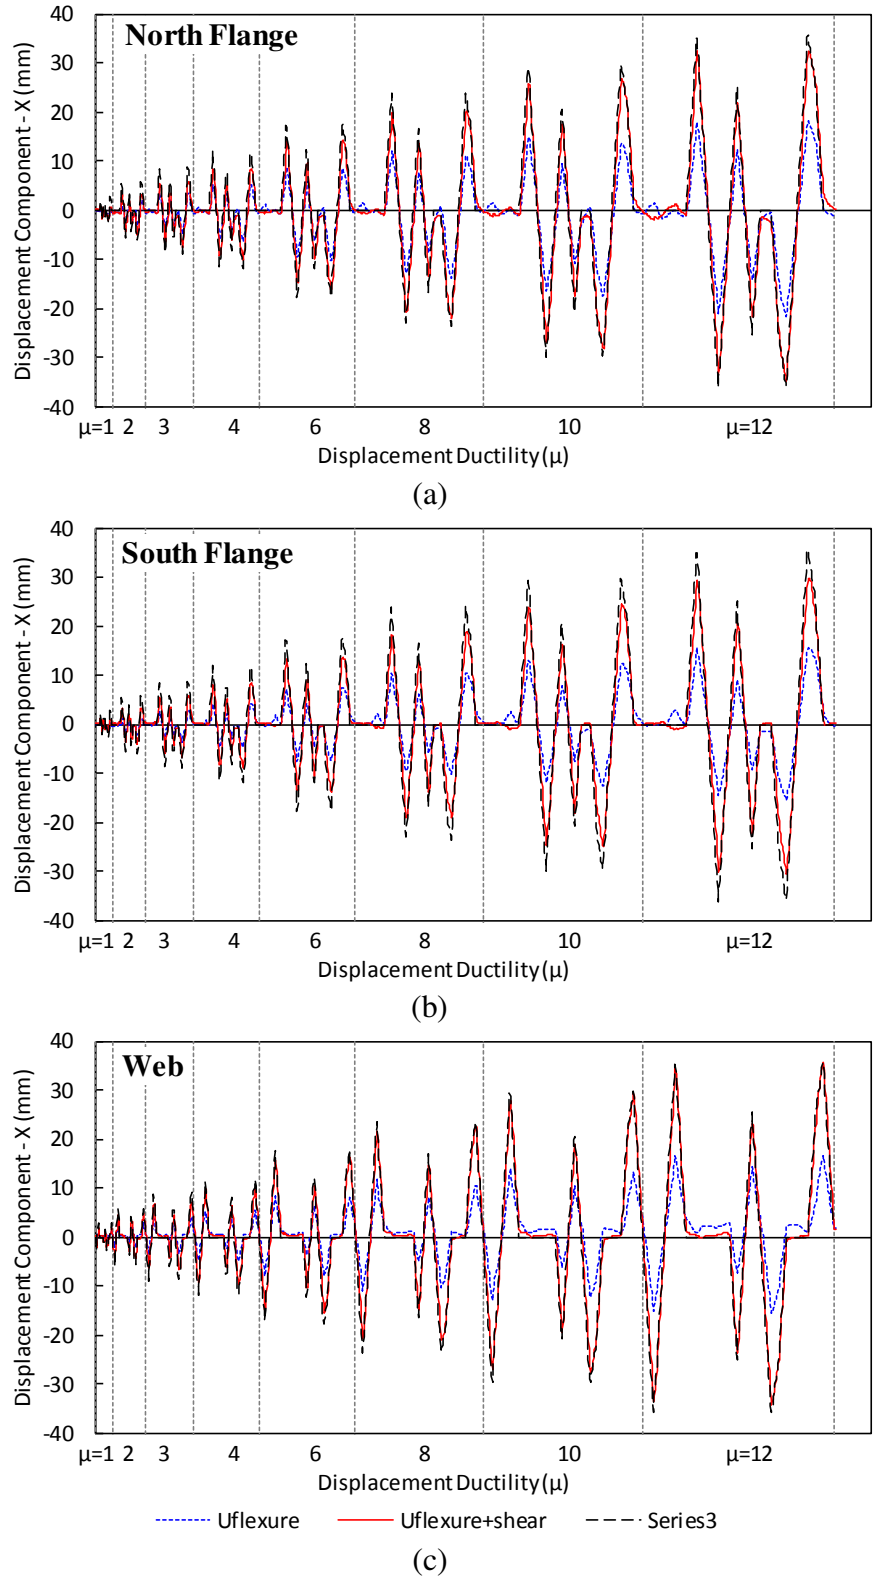 North Flange
Displacement Component - X (mm)
40
30
20
10
0
-10
-20
-30
-40
μ=1 2 3 4 6 8 10 μ=12
Displacement Ductility (μ)
(a)
South Flange
Displacement Component - X (mm)
40
30
20
10
0
-10
-20
-30
-40
μ=1 2 3 4 6 8 10 μ=12
Displacement Ductility (μ)
(b)
Web
Displacement Component - X (mm)
40
30
20
10
0
-10
-20
-30
-40
μ=1 2 3 4 6 8 10 μ=12
Displacement Ductility (μ)
Uflexure Uflexure+shear Series3
(c)